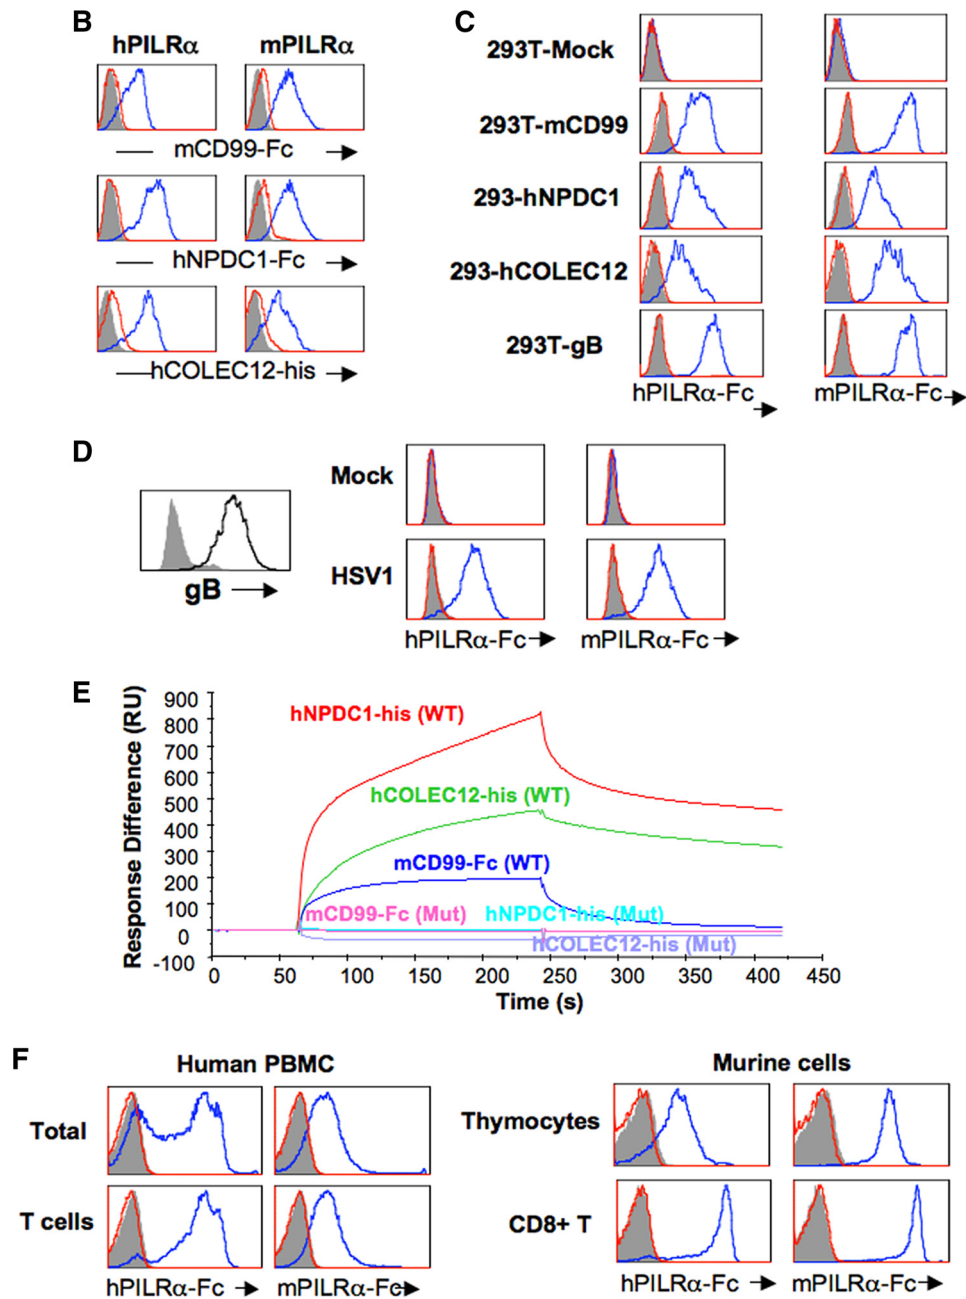 B
hPILRα mPILRα
mCD99-Fc
hNPDC1-Fc
hCOLEC12-his
C
293T-Mock
293T-mCD99
293-hNPDC1
293-hCOLEC12
293T-gB
hPILRα-Fc mPILRα-Fc
D
gB
Mock
HSV1
hPILRα-Fc mPILRα-Fc
E
Response Difference (RU)
900
800
700
600
500
400
300
200
100
0
-100
hNPDC1-his (WT)
hCOLEC12-his (WT)
mCD99-Fc (WT)
mCD99-Fc (Mut) hNPDC1-his (Mut)
hCOLEC12-his (Mut)
0 50 100 150 200 250 300 350 400 450
Time (s)
F
Human PBMC
Total
T cells
hPILRα-Fc mPILRα-Fc
Murine cells
Thymocytes
CD8+ T
hPILRα-Fc mPILRα-Fc